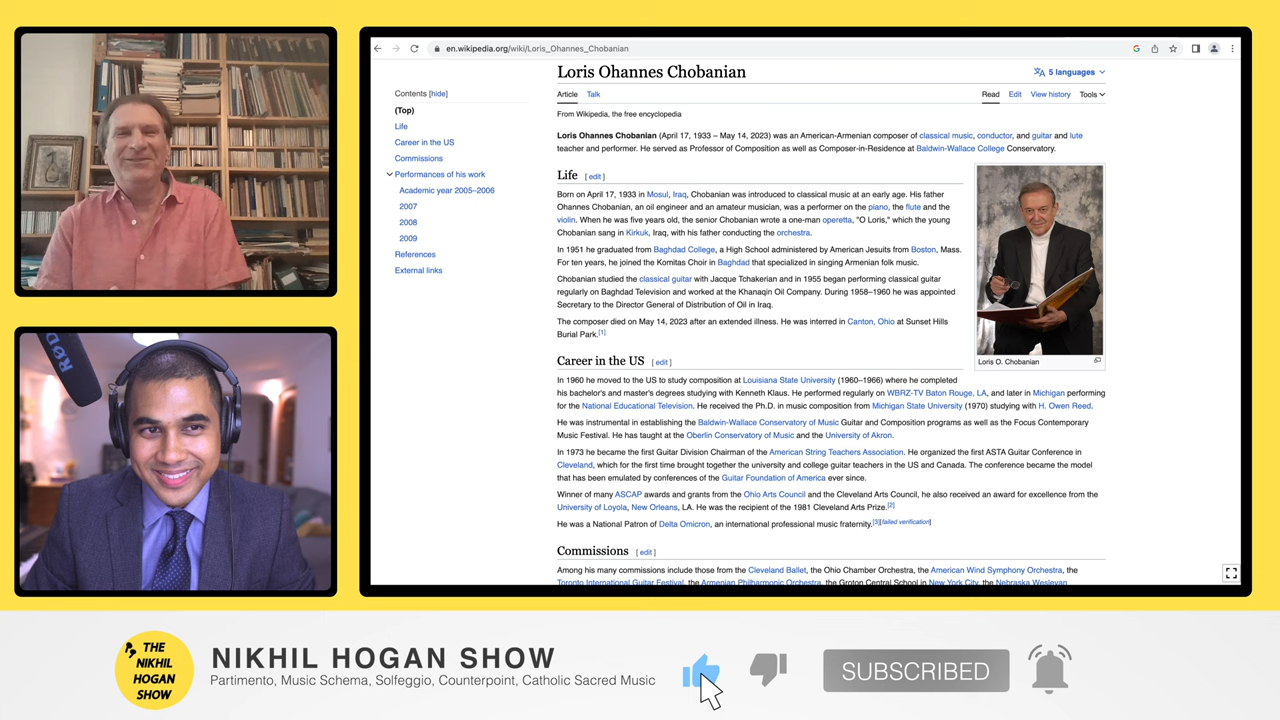 RØD
en.wikipedia.org/wiki/Loris_Ohannes_Chobanian
Contents [hide]
(Top)
Life
Career in the US
Commissions
Performances of his work
Academic year 2005–2006
2007
2008
2009
References
External links
Loris Ohannes Chobanian
5 languages
Article Talk
Read Edit View history Tools
From Wikipedia, the free encyclopedia
Loris Ohannes Chobanian (April 17, 1933 – May 14, 2023) was an American-Armenian composer of classical music, conductor, and guitar and lute
teacher and performer. He served as Professor of Composition as well as Composer-in-Residence at Baldwin-Wallace College Conservatory.
Life [ edit ]
Born on April 17, 1933 in Mosul, Iraq, Chobanian was introduced to classical music at an early age. His father
Ohannes Chobanian, an oil engineer and an amateur musician, was a performer on the piano, the flute and the
violin. When he was five years old, the senior Chobanian wrote a one-man operetta, "O Loris," which the young
Chobanian sang in Kirkuk, Iraq, with his father conducting the orchestra.
In 1951 he graduated from Baghdad College, a High School administered by American Jesuits from Boston, Mass.
For ten years, he joined the Komitas Choir in Baghdad that specialized in singing Armenian folk music.
Chobanian studied the classical guitar with Jacque Tchakerian and in 1955 began performing classical guitar
regularly on Baghdad Television and worked at the Khanaqin Oil Company. During 1958–1960 he was appointed
Secretary to the Director General of Distribution of Oil in Iraq.
The composer died on May 14, 2023 after an extended illness. He was interred in Canton, Ohio at Sunset Hills
Burial Park.[1]
Loris O. Chobanian
Career in the US [ edit ]
In 1960 he moved to the US to study composition at Louisiana State University (1960–1966) where he completed
his bachelor's and master's degrees studying with Kenneth Klaus. He performed regularly on WBRZ-TV Baton Rouge, LA, and later in Michigan performing
for the National Educational Television. He received the Ph.D. in music composition from Michigan State University (1970) studying with H. Owen Reed.
He was instrumental in establishing the Baldwin-Wallace Conservatory of Music Guitar and Composition programs as well as the Focus Contemporary
Music Festival. He has taught at the Oberlin Conservatory of Music and the University of Akron.
In 1973 he became the first Guitar Division Chairman of the American String Teachers Association. He organized the first ASTA Guitar Conference in
Cleveland, which for the first time brought together the university and college guitar teachers in the US and Canada. The conference became the model
that has been emulated by conferences of the Guitar Foundation of America ever since.
Winner of many ASCAP awards and grants from the Ohio Arts Council and the Cleveland Arts Council, he also received an award for excellence from the
University of Loyola, New Orleans, LA. He was the recipient of the 1981 Cleveland Arts Prize.[2]
He was a National Patron of Delta Omicron, an international professional music fraternity.[3][failed verification]
Commissions [ edit ]
Among his many commissions include those from the Cleveland Ballet, the Ohio Chamber Orchestra, the American Wind Symphony Orchestra, the
Toronto International Guitar Festival, the Armenian Philharmonic Orchestra, the Groton Central School in New York City, the Nebraska Wesleyan
THE
NIKHIL
HOGAN
SHOW
NIKHIL HOGAN SHOW
Partimento, Music Schema, Solfeggio, Counterpoint, Catholic Sacred Music
SUBSCRIBED